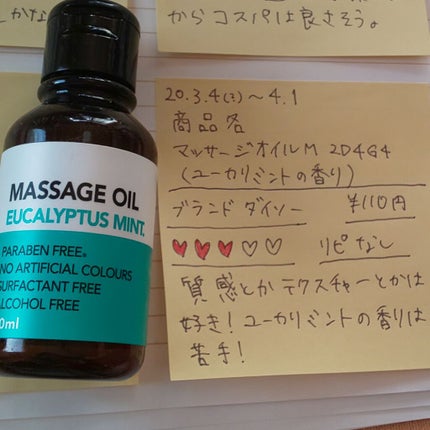 かな
からコスパは良さそう。
MASSAGE OIL
EUCALYPTUS MINT.
PARABEN FREE®
NO ARTIFICIAL COLOURS
SURFACTANT FREE
ALCOHOL FREE
0ml
20.3.4(水)~4.1
商品名
マッサージオイルM 2D4G4
(ユーカリミントの香り)
ブランド ダイソー ¥110円
♥♥♥♡♡ リピなし
質感とかテクスチャーとかは
好き!ユーカリミントの香りは
苦手!